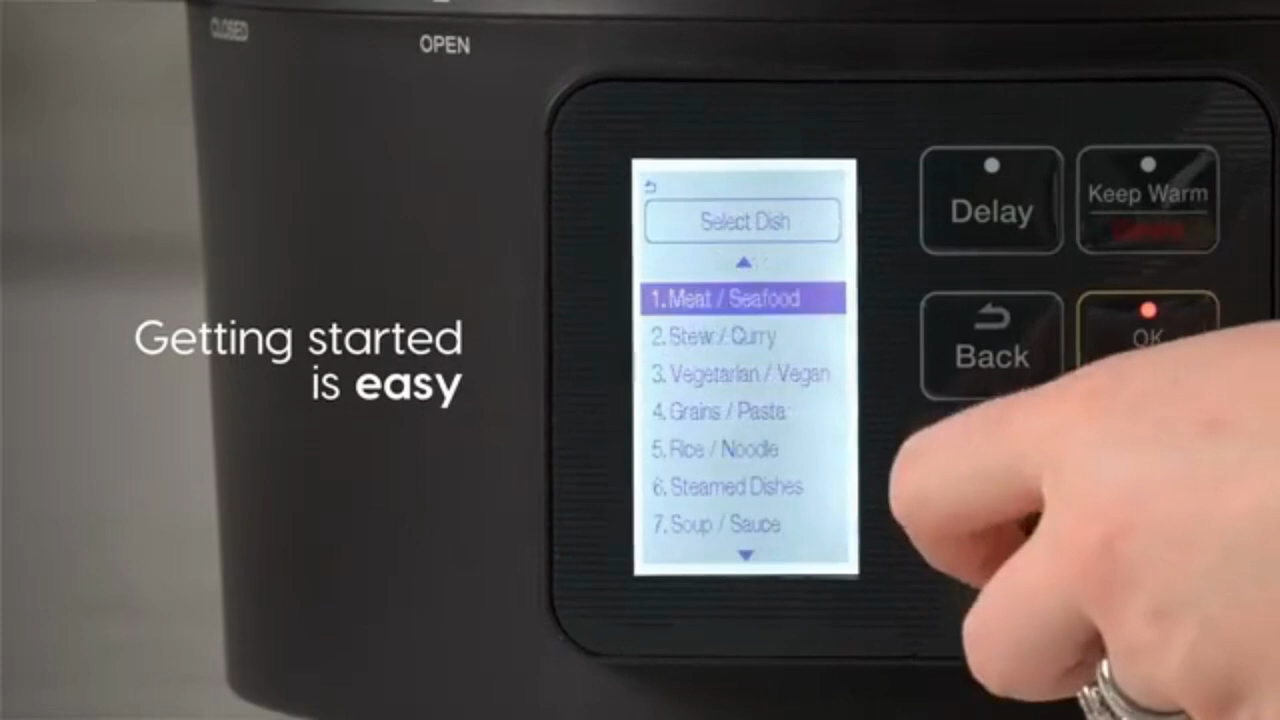 CLOSED
OPEN
Getting started
is easy
Select Dish
1. Meat / Seafood
2. Stew / Curry
3. Vegetarian / Vegan
4. Grains / Pasta
5. Rice / Noodle
6. Steamed Dishes
7. Soup / Sauce
Delay
Keep Warm
Back
OK